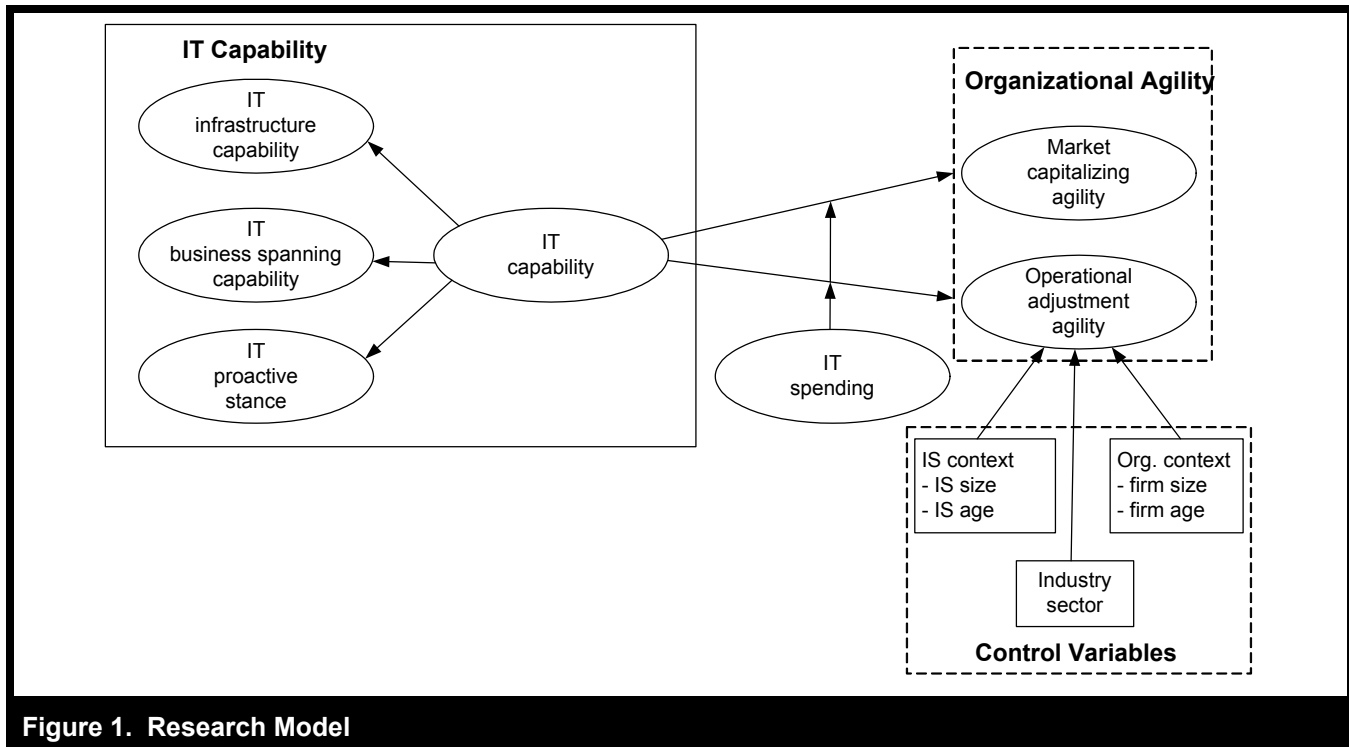 IT Capability
IT
infrastructure
capability
IT
business spanning
capability
IT
proactive
stance
IT
capability
IT
spending
Organizational Agility
Market
capitalizing
agility
Operational
adjustment
agility
IS context
- IS size
- IS age
Org. context
- firm size
- firm age
Industry
sector
Control Variables
Figure 1. Research Model